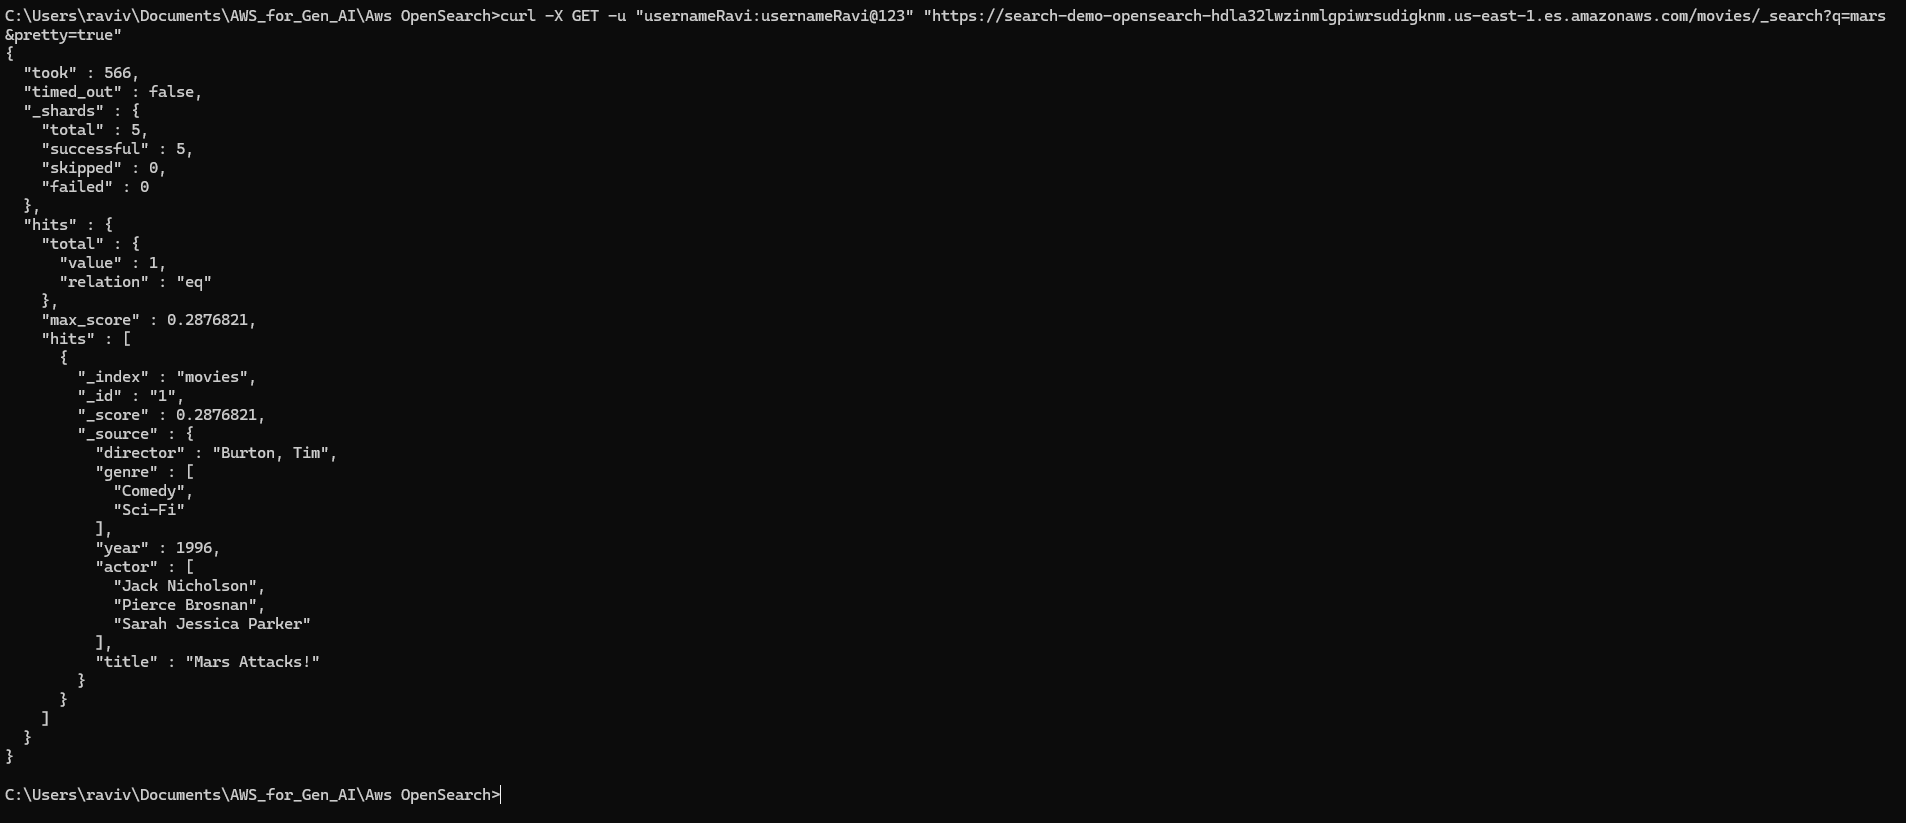 C:\Users\raviv\Documents\AWS_for_Gen_AI\Aws OpenSearch>curl -X GET -u "usernameRavi:usernameRavi@123" "https://search-demo-opensearch-hdla32lwzinmlgpiwrsudigknm.us-east-1.es.amazonaws.com/movies/_search?q=mars
&pretty=true"
{
  "took" : 566,
  "timed_out" : false,
  "_shards" : {
    "total" : 5,
    "successful" : 5,
    "skipped" : 0,
    "failed" : 0
  },
  "hits" : {
    "total" : {
      "value" : 1,
      "relation" : "eq"
    },
    "max_score" : 0.2876821,
    "hits" : [
      {
        "_index" : "movies",
        "_id" : "1",
        "_score" : 0.2876821,
        "_source" : {
          "director" : "Burton, Tim",
          "genre" : [
            "Comedy",
            "Sci-Fi"
          ],
          "year" : 1996,
          "actor" : [
            "Jack Nicholson",
            "Pierce Brosnan",
            "Sarah Jessica Parker"
          ],
          "title" : "Mars Attacks!"
        }
      }
    ]
  }
}
C:\Users\raviv\Documents\AWS_for_Gen_AI\Aws OpenSearch>